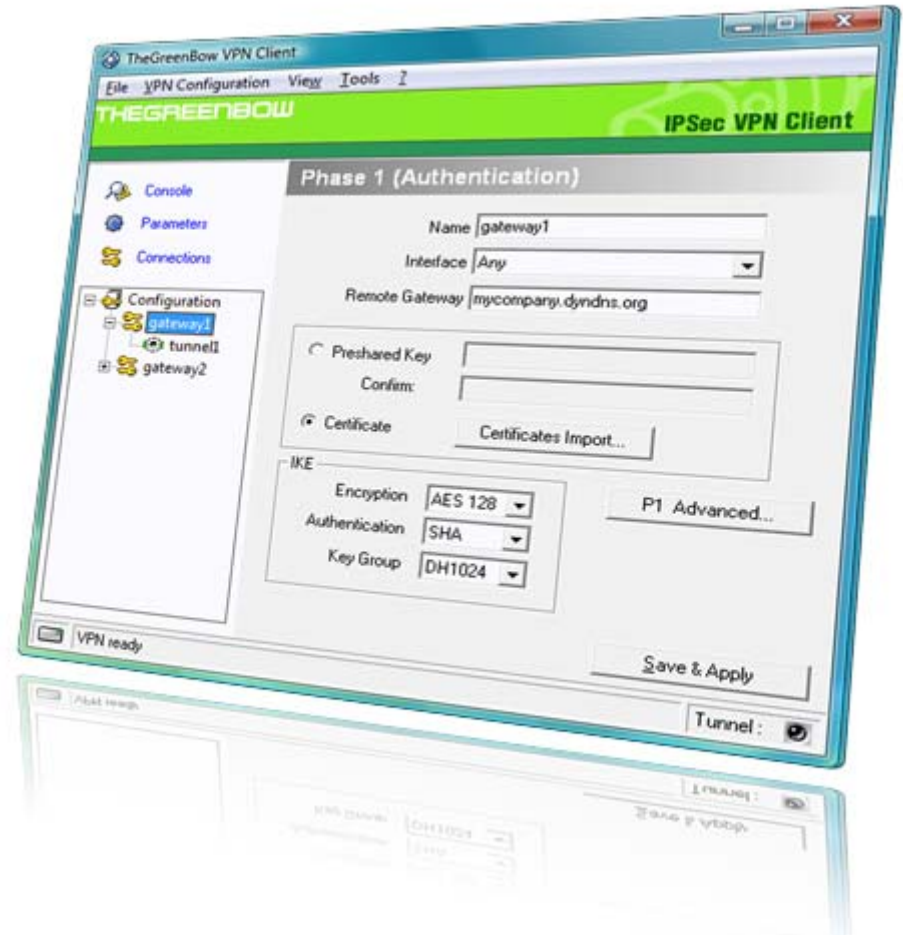 TheGreenBow VPN Client
File VPN Configuration View Tools ?
THEGREENBOW
IPSec VPN Client
Console
Parameters
Connections
Configuration
gateway1
tunnel1
gateway2
Phase 1 (Authentication)
Name gateway1
Interface Any
Remote Gateway mycompany.dyndns.org
Preshared Key
Confirm:
Certificate Certificates Import...
IKE
Encryption AES 128
Authentication SHA
Key Group DH1024
P1 Advanced...
Save & Apply
VPN ready
Tunnel :